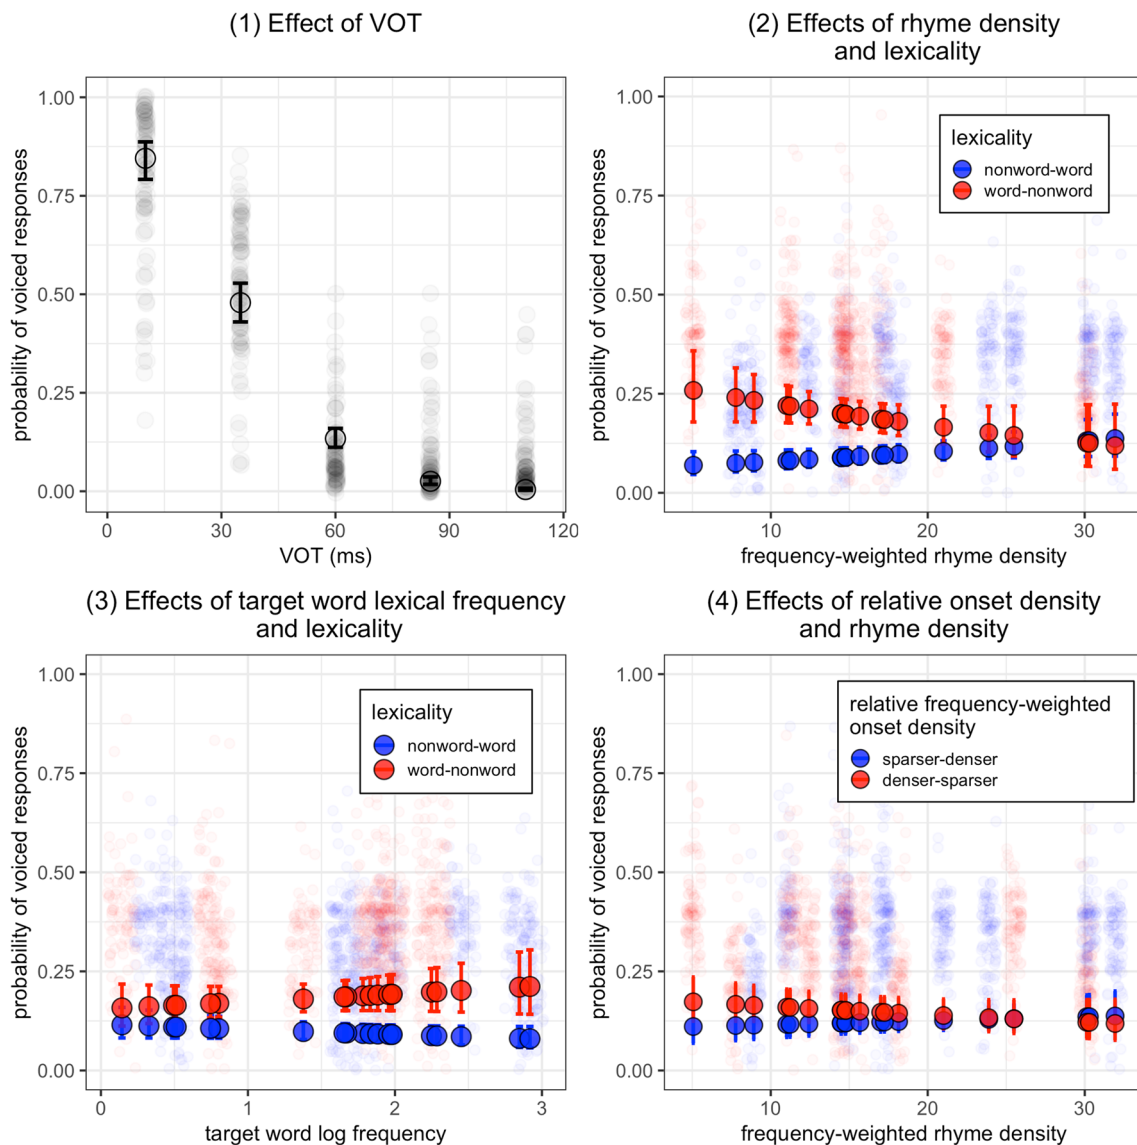 (1) Effect of VOT
probability of voiced responses
1.00
0.75
0.50
0.25
0.00
0
30
60
90
120
VOT (ms)
(2) Effects of rhyme density
and lexicality
probability of voiced responses
1.00
0.75
0.50
0.25
0.00
lexicality
nonword-word
word-nonword
10
20
30
frequency-weighted rhyme density
(3) Effects of target word lexical frequency
and lexicality
probability of voiced responses
1.00
0.75
0.50
0.25
0.00
lexicality
nonword-word
word-nonword
0
1
2
3
target word log frequency
(4) Effects of relative onset density
and rhyme density
probability of voiced responses
1.00
0.75
0.50
0.25
0.00
relative frequency-weighted
onset density
sparser-denser
denser-sparser
10
20
30
frequency-weighted rhyme density